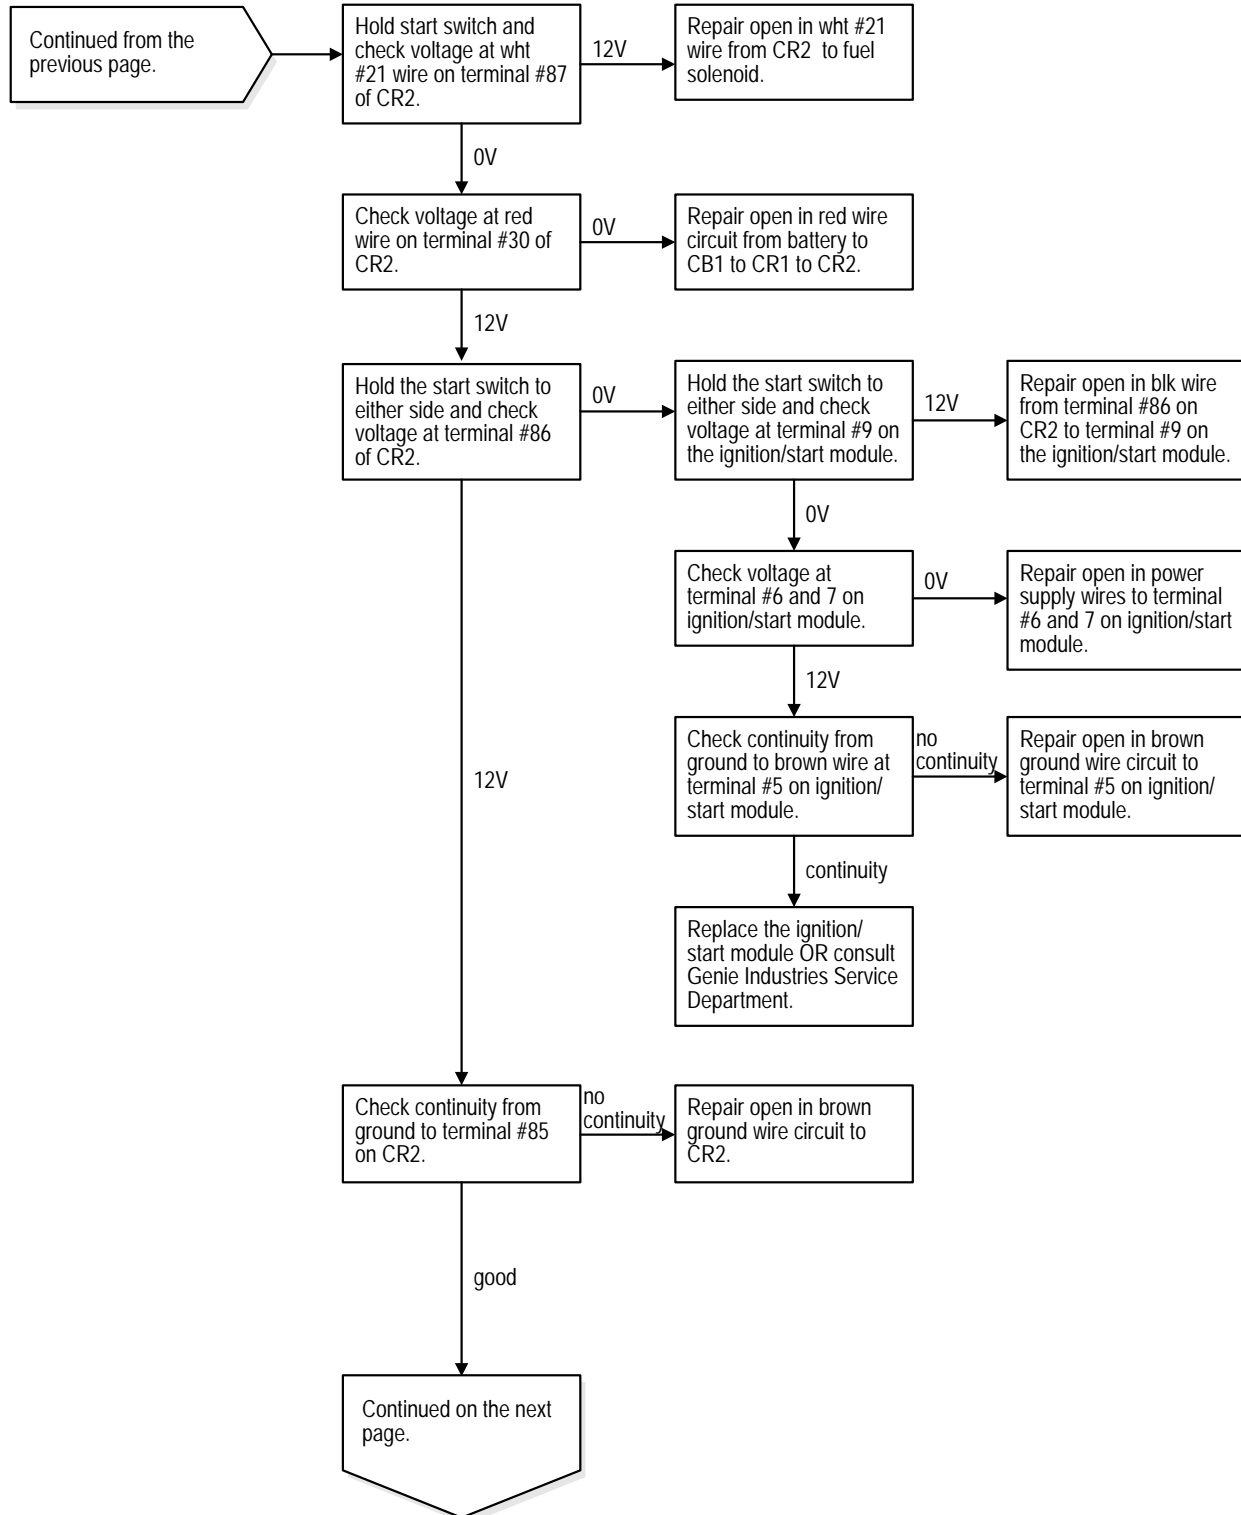 Continued from the
previous page.
Hold start switch and
check voltage at wht
#21 wire on terminal #87
of CR2.
12V
Repair open in wht #21
wire from CR2  to fuel
solenoid.
0V
Check voltage at red
wire on terminal #30 of
CR2.
0V
Repair open in red wire
circuit from battery to
CB1 to CR1 to CR2.
12V
Hold the start switch to
either side and check
voltage at terminal #86
of CR2.
0V
Hold the start switch to
either side and check
voltage at terminal #9 on
the ignition/start module.
12V
Repair open in blk wire
from terminal #86 on
CR2 to terminal #9 on
the ignition/start module.
0V
Check voltage at
terminal #6 and 7 on
ignition/start module.
0V
Repair open in power
supply wires to terminal
#6 and 7 on ignition/start
module.
12V
Check continuity from
ground to brown wire at
terminal #5 on ignition/
start module.
no
continuity
Repair open in brown
ground wire circuit to
terminal #5 on ignition/
start module.
continuity
Replace the ignition/
start module OR consult
Genie Industries Service
Department.
12V
Check continuity from
ground to terminal #85
on CR2.
no
continuity
Repair open in brown
ground wire circuit to
CR2.
good
Continued on the next
page.